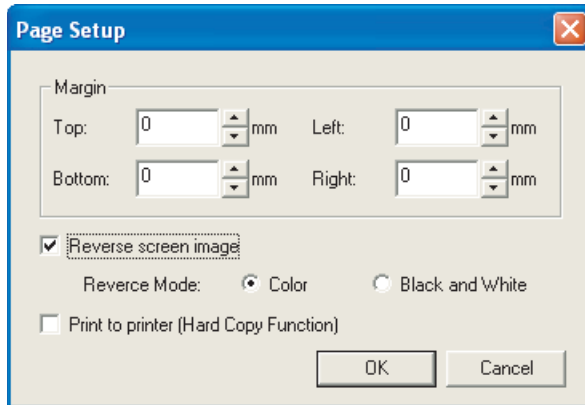 Page Setup
Margin
Top: 0 mm Left: 0 mm
Bottom: 0 mm Right: 0 mm
Reverse screen image
Reverce Mode: Color Black and White
Print to printer (Hard Copy Function)
OK Cancel